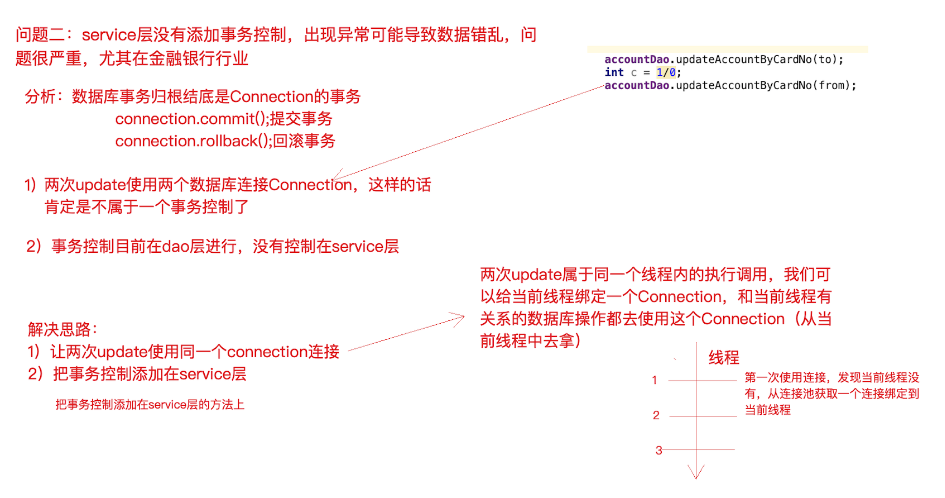 问题二：service层没有添加事务控制，出现异常可能导致数据错乱，问
题很严重，尤其在金融银行行业
accountDao.updateAccountByCardNo(to);
int c = 1/0;
accountDao.updateAccountByCardNo(from);
分析：数据库事务归根结底是Connection的事务
connection.commit();提交事务
connection.rollback();回滚事务
1）两次update使用两个数据库连接Connection，这样的话
肯定是不属于一个事务控制了
2）事务控制目前在dao层进行，没有控制在service层
两次update属于同一个线程内的执行调用，我们可
以给当前线程绑定一个Connection，和当前线程有
关系的数据库操作都去使用这个Connection（从当
前线程中去拿）
解决思路：
1）让两次update使用同一个connection连接
2）把事务控制添加在service层
把事务控制添加在service层的方法上
线程
1
第一次使用连接，发现当前线程没
有，从连接池获取一个连接绑定到
当前线程
2
3